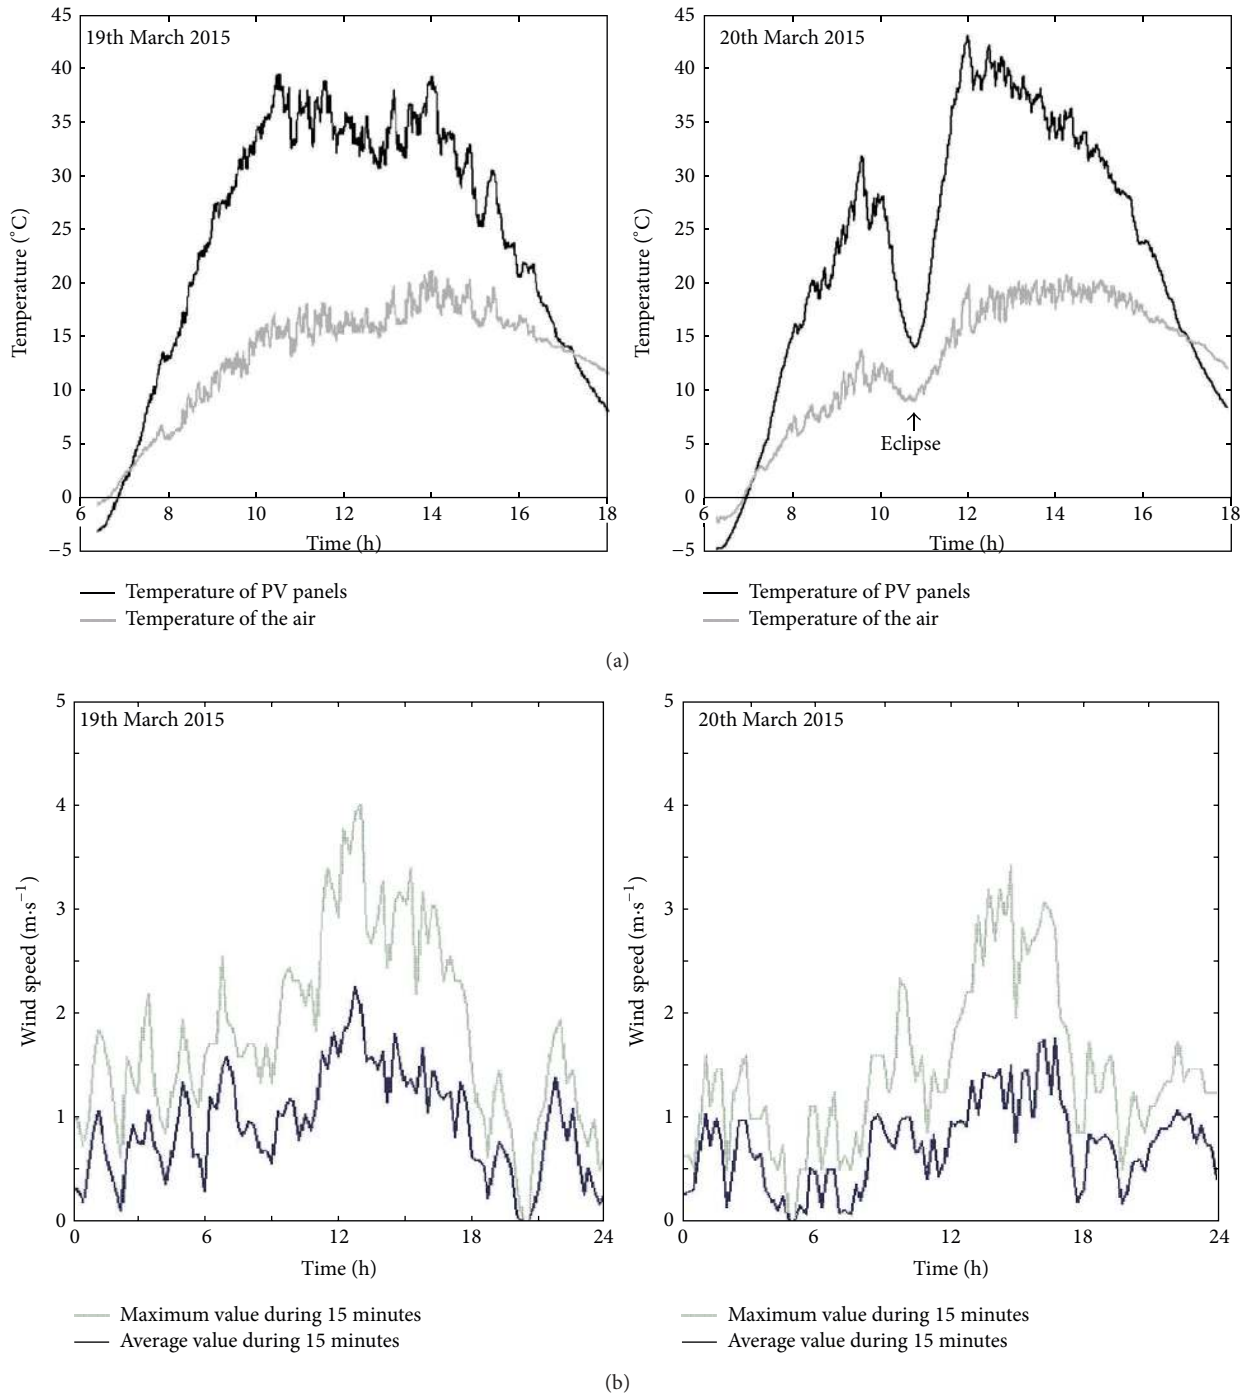 19th March 2015
45
40
35
30
25
20
15
10
5
0
−5
Temperature (°C)
6 8 10 12 14 16 18
Time (h)
Temperature of PV panels
Temperature of the air
20th March 2015
45
40
35
30
25
20
15
10
5
0
−5
Temperature (°C)
Eclipse
6 8 10 12 14 16 18
Time (h)
Temperature of PV panels
Temperature of the air
(a)
19th March 2015
5
4
3
2
1
0
Wind speed (m·s⁻¹)
0 6 12 18 24
Time (h)
Maximum value during 15 minutes
Average value during 15 minutes
20th March 2015
5
4
3
2
1
0
Wind speed (m·s⁻¹)
0 6 12 18 24
Time (h)
Maximum value during 15 minutes
Average value during 15 minutes
(b)